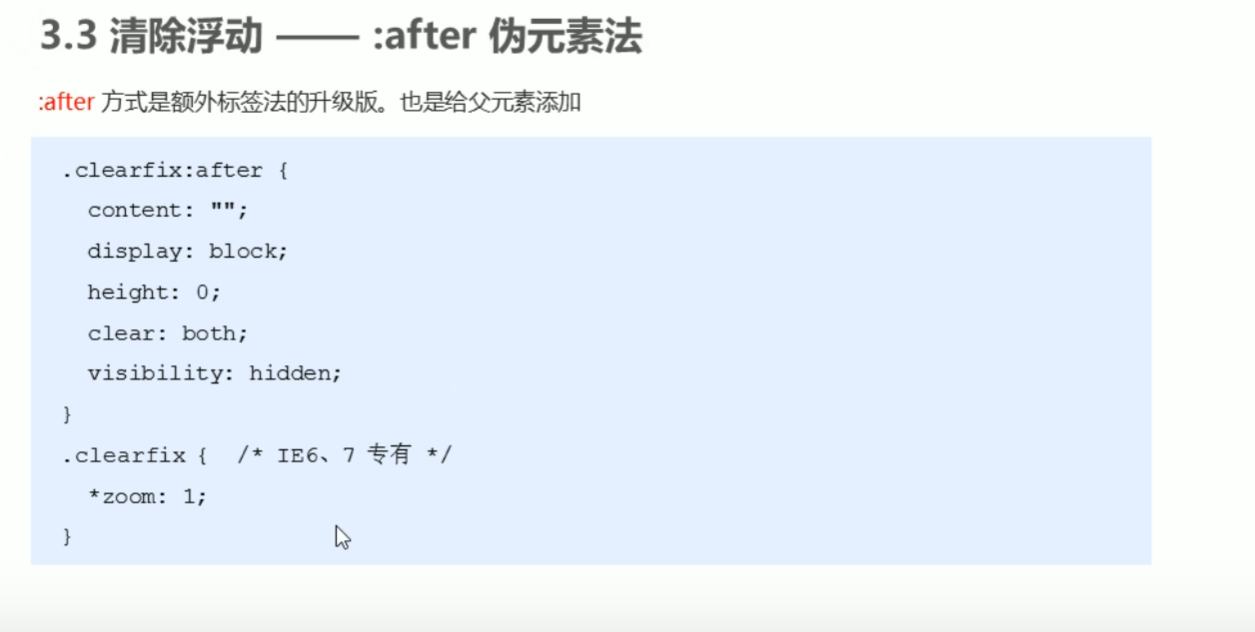 3.3 清除浮动 —— :after 伪元素法
:after 方式是额外标签法的升级版。也是给父元素添加
.clearfix:after {
content: "";
display: block;
height: 0;
clear: both;
visibility: hidden;
}
.clearfix { /* IE6、7 专有 */
*zoom: 1;
}